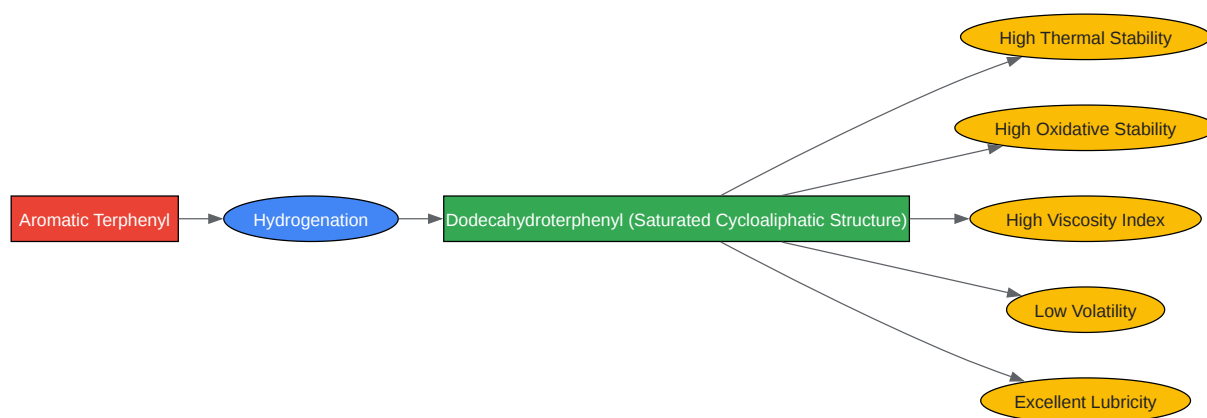 Aromatic Terphenyl
Hydrogenation
Dodecahydroterphenyl (Saturated Cycloaliphatic Structure)
High Thermal Stability
High Oxidative Stability
High Viscosity Index
Low Volatility
Excellent Lubricity